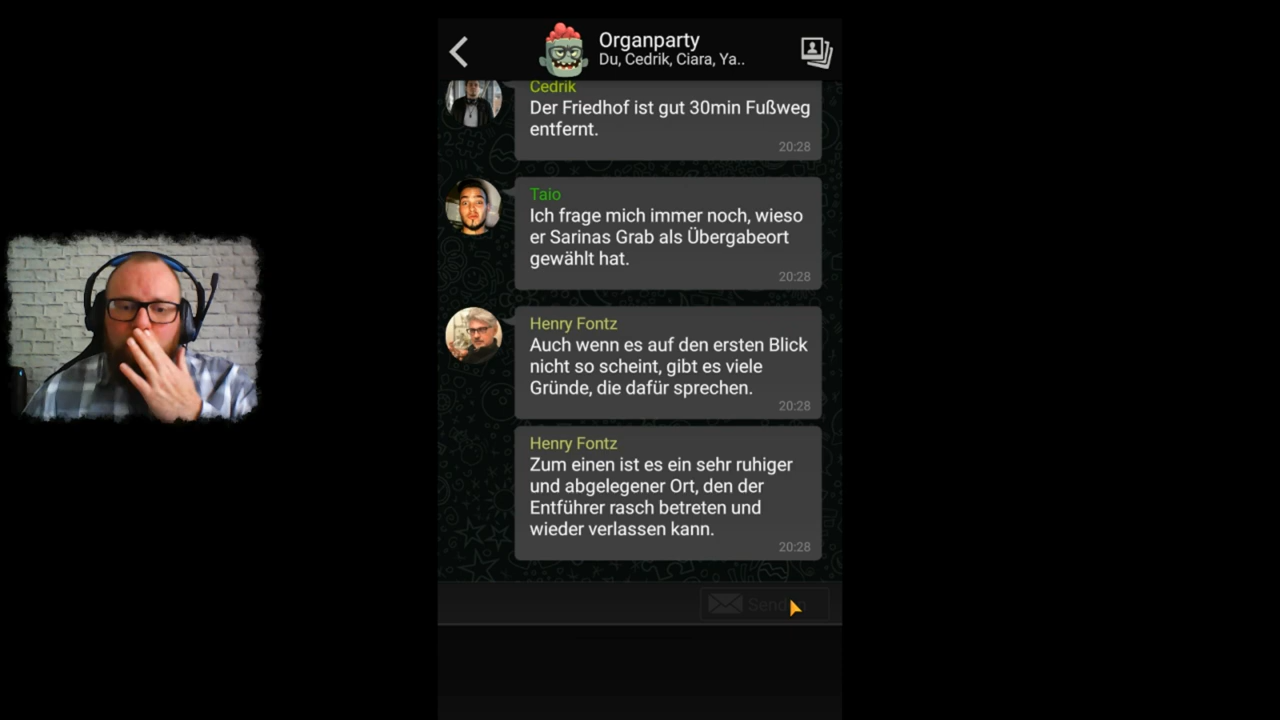 Organparty
Du, Cedrik, Ciara, Ya..
Cedrik
Der Friedhof ist gut 30min Fußweg
entfernt.
20:28
Taio
Ich frage mich immer noch, wieso
er Sarinas Grab als Übergabeort
gewählt hat.
20:28
Henry Fontz
Auch wenn es auf den ersten Blick
nicht so scheint, gibt es viele
Gründe, die dafür sprechen.
20:28
Henry Fontz
Zum einen ist es ein sehr ruhiger
und abgelegener Ort, den der
Entführer rasch betreten und
wieder verlassen kann.
20:28
Senden